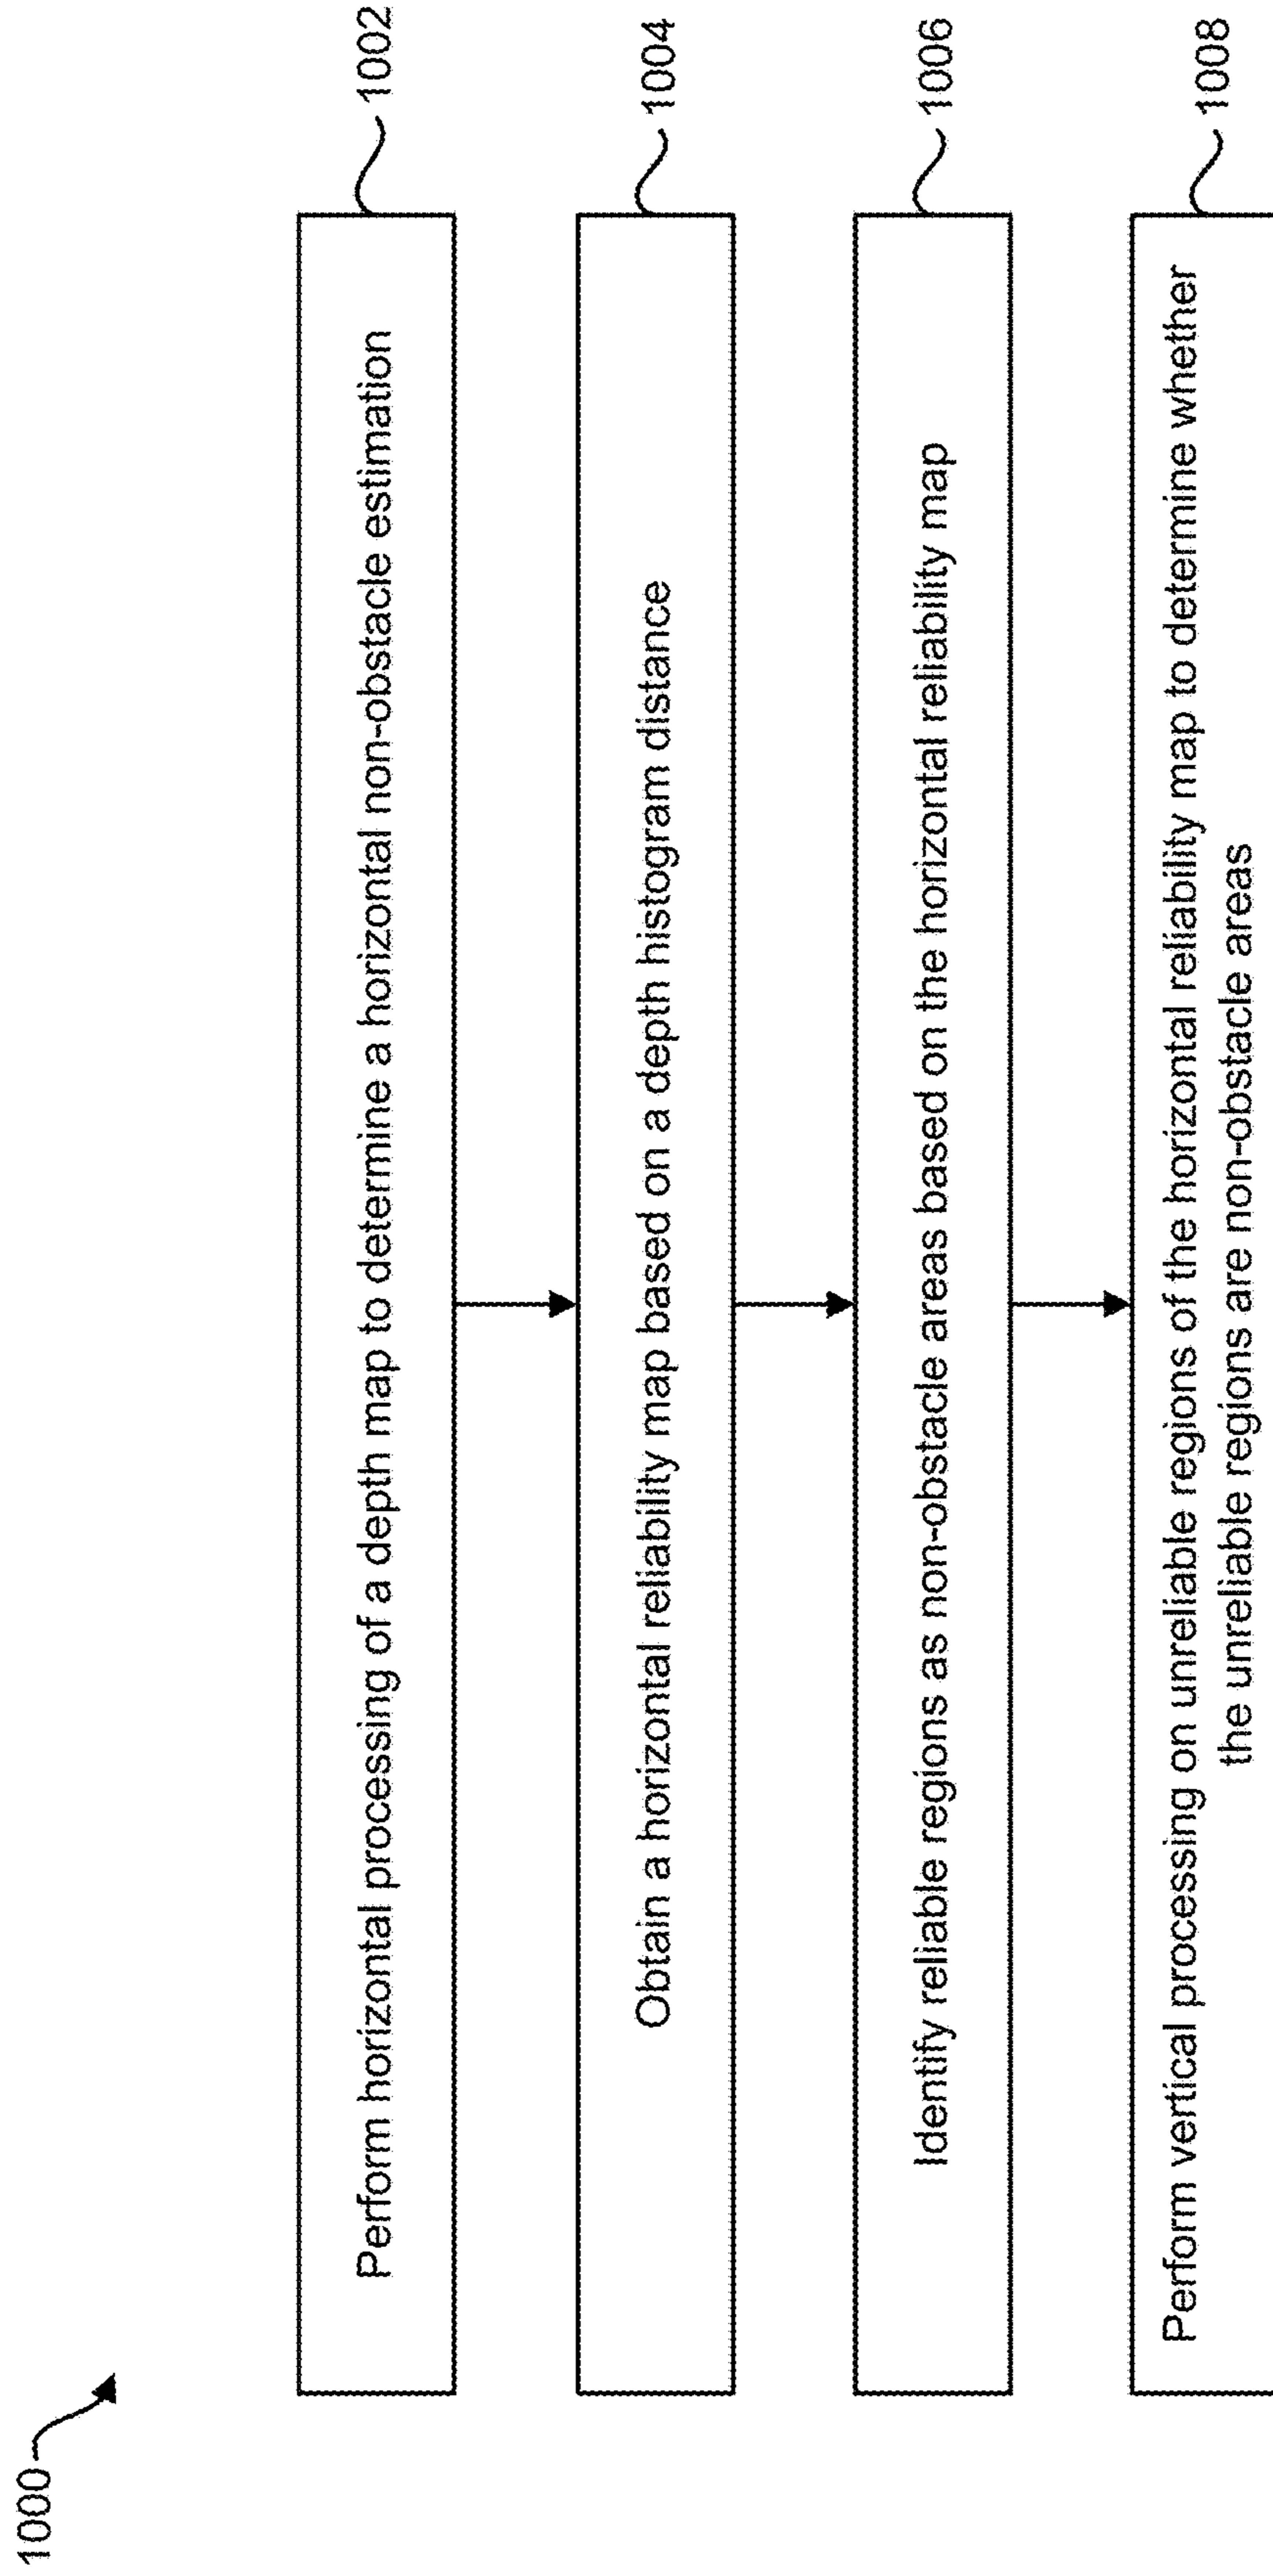 1000
Perform horizontal processing of a depth map to determine a horizontal non-obstacle estimation
1002
Obtain a horizontal reliability map based on a depth histogram distance
1004
Identify reliable regions as non-obstacle areas based on the horizontal reliability map
1006
Perform vertical processing on unreliable regions of the horizontal reliability map to determine whether
the unreliable regions are non-obstacle areas
1008